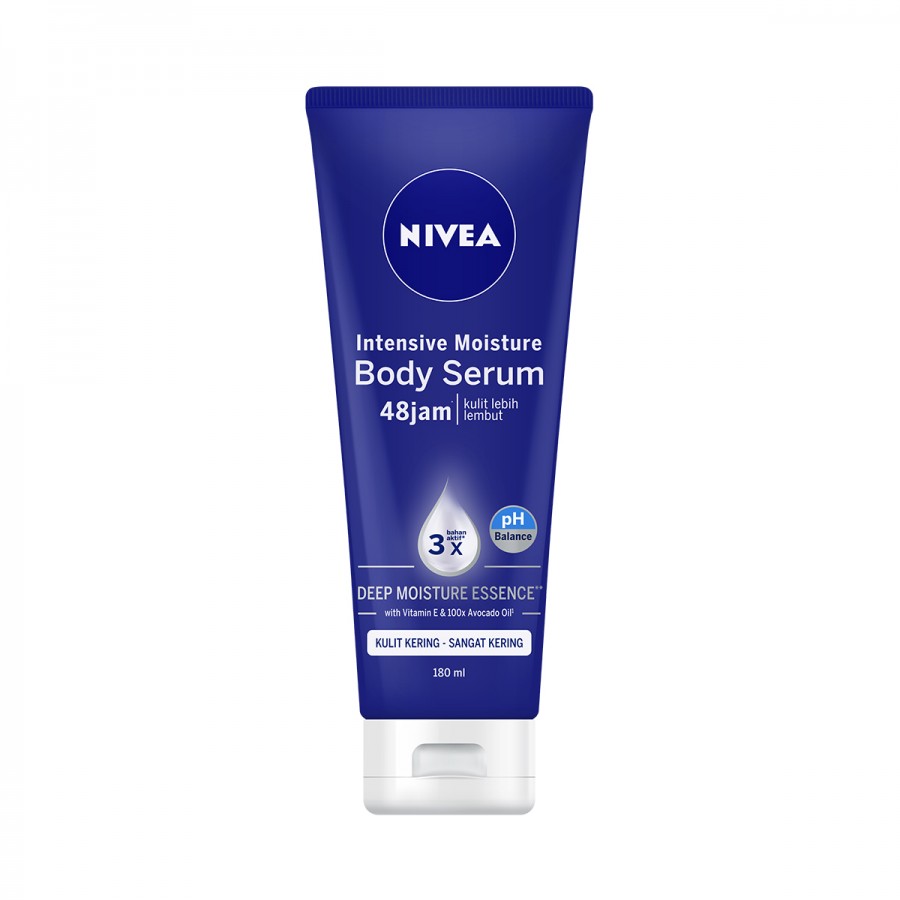 NIVEA
Intensive Moisture
Body Serum
48jam* kulit lebih
lembut
3x bahan
aktif*
pH
Balance
DEEP MOISTURE ESSENCE**
with Vitamin E & 100x Avocado Oil‡
KULIT KERING - SANGAT KERING
180 ml